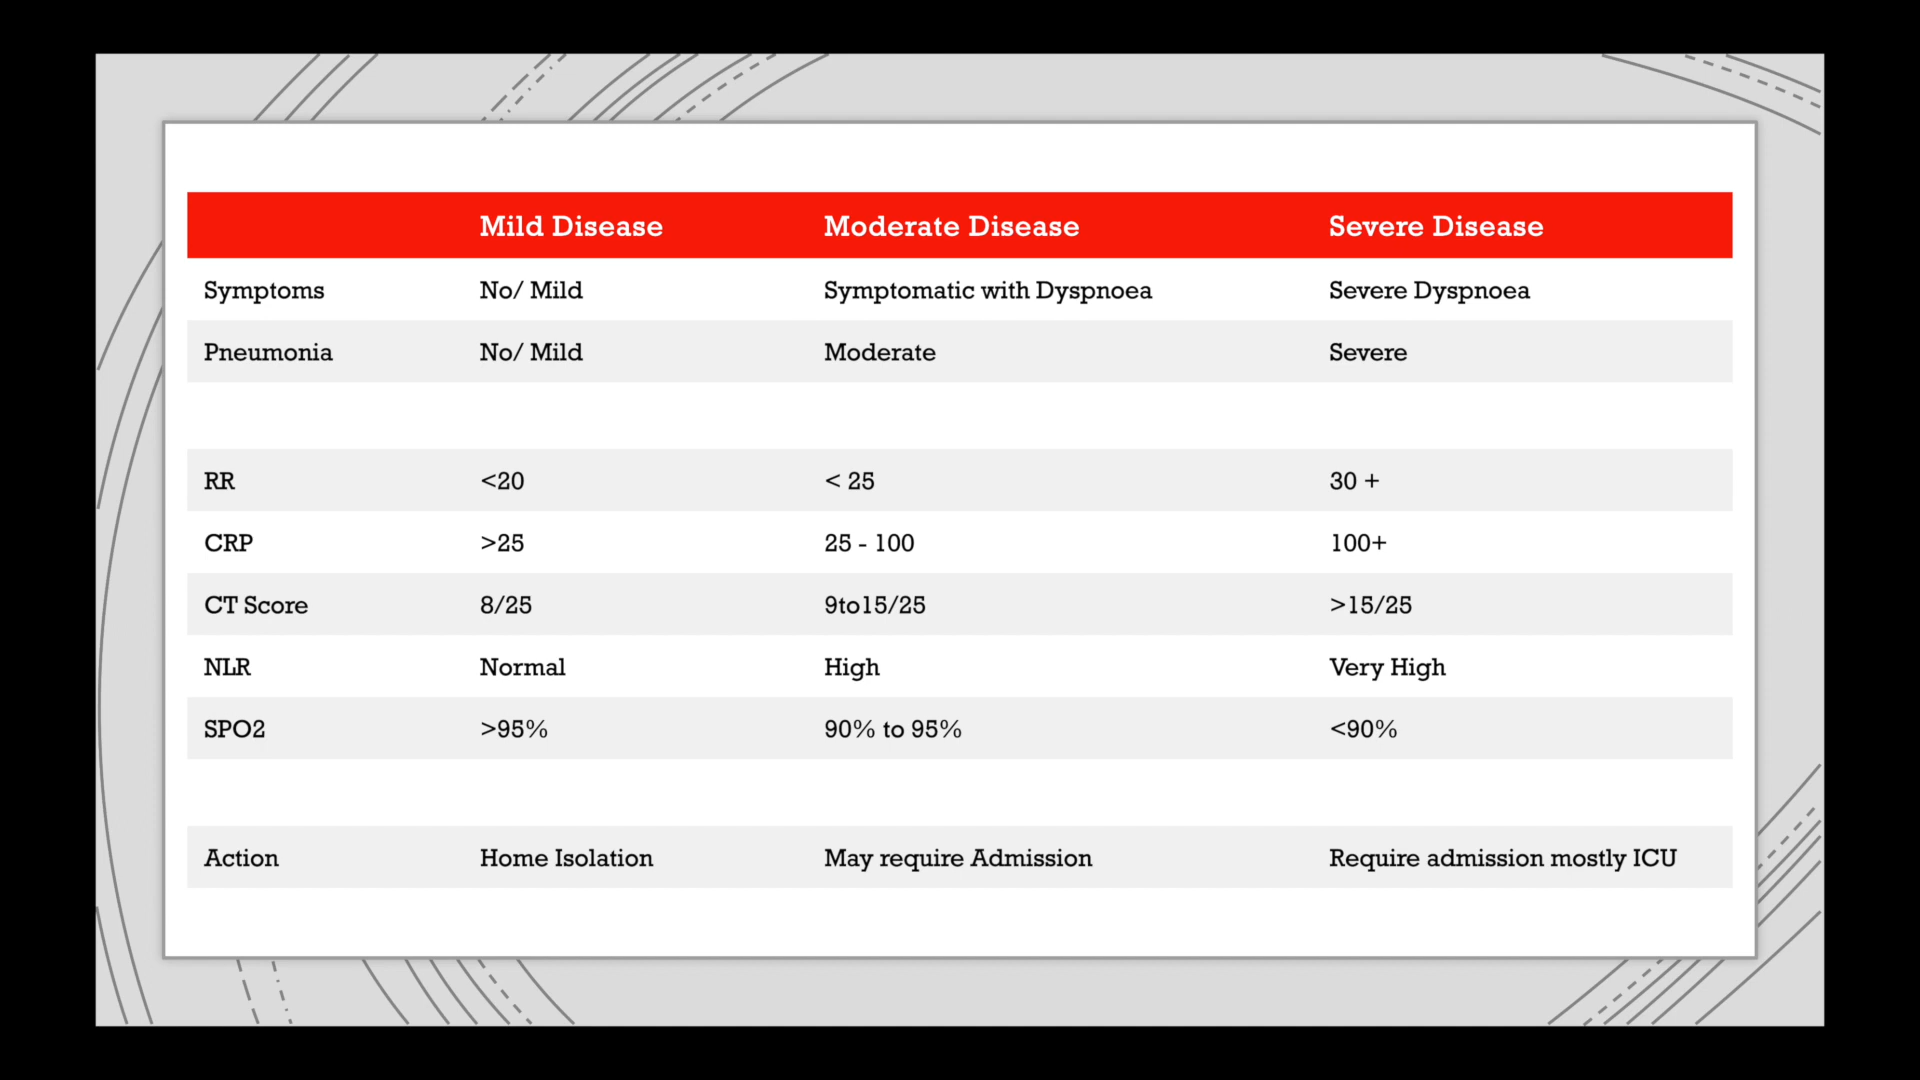 Mild Disease Moderate Disease Severe Disease
Symptoms No/ Mild Symptomatic with Dyspnoea Severe Dyspnoea
Pneumonia No/ Mild Moderate Severe
RR <20 < 25 30 +
CRP >25 25 - 100 100+
CT Score 8/25 9to15/25 >15/25
NLR Normal High Very High
SPO2 >95% 90% to 95% <90%
Action Home Isolation May require Admission Require admission mostly ICU